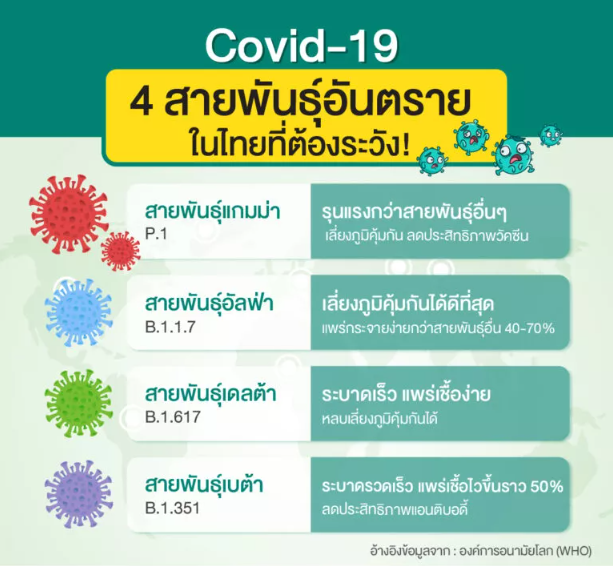 Covid-19
4 สายพันธุ์อันตราย
ในไทยที่ต้องระวัง!
สายพันธุ์แกมม่า
P.1
รุนแรงกว่าสายพันธุ์อื่นๆ
เลี่ยงภูมิคุ้มกัน ลดประสิทธิภาพวัคซีน
สายพันธุ์อัลฟ่า
B.1.1.7
เลี่ยงภูมิคุ้มกันได้ดีที่สุด
แพร่กระจายง่ายกว่าสายพันธุ์อื่น 40-70%
สายพันธุ์เดลต้า
B.1.617
ระบาดเร็ว แพร่เชื้อง่าย
หลบเลี่ยงภูมิคุ้มกันได้
สายพันธุ์เบต้า
B.1.351
ระบาดรวดเร็ว แพร่เชื้อไวขึ้นราว 50%
ลดประสิทธิภาพแอนติบอดี้
อ้างอิงข้อมูลจาก : องค์การอนามัยโลก (WHO)